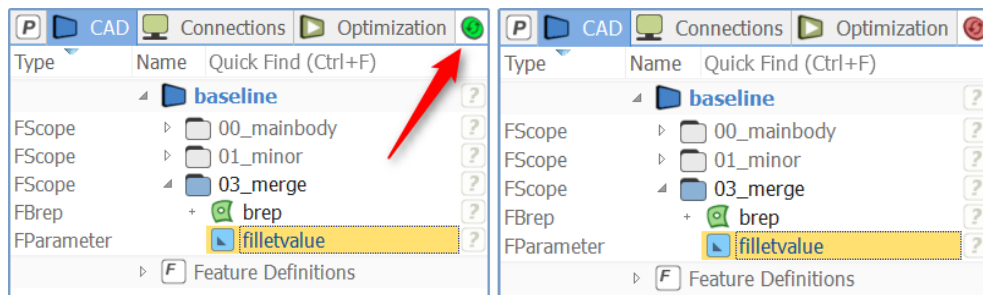 P CAD Connections Optimization
Type Name Quick Find (Ctrl+F)
baseline ?
FScope 00_mainbody ?
FScope 01_minor ?
FScope 03_merge ?
FBrep brep ?
FParameter filletvalue ?
F Feature Definitions
P CAD Connections Optimization
Type Name Quick Find (Ctrl+F)
baseline ?
FScope 00_mainbody ?
FScope 01_minor ?
FScope 03_merge ?
FBrep brep ?
FParameter filletvalue ?
F Feature Definitions